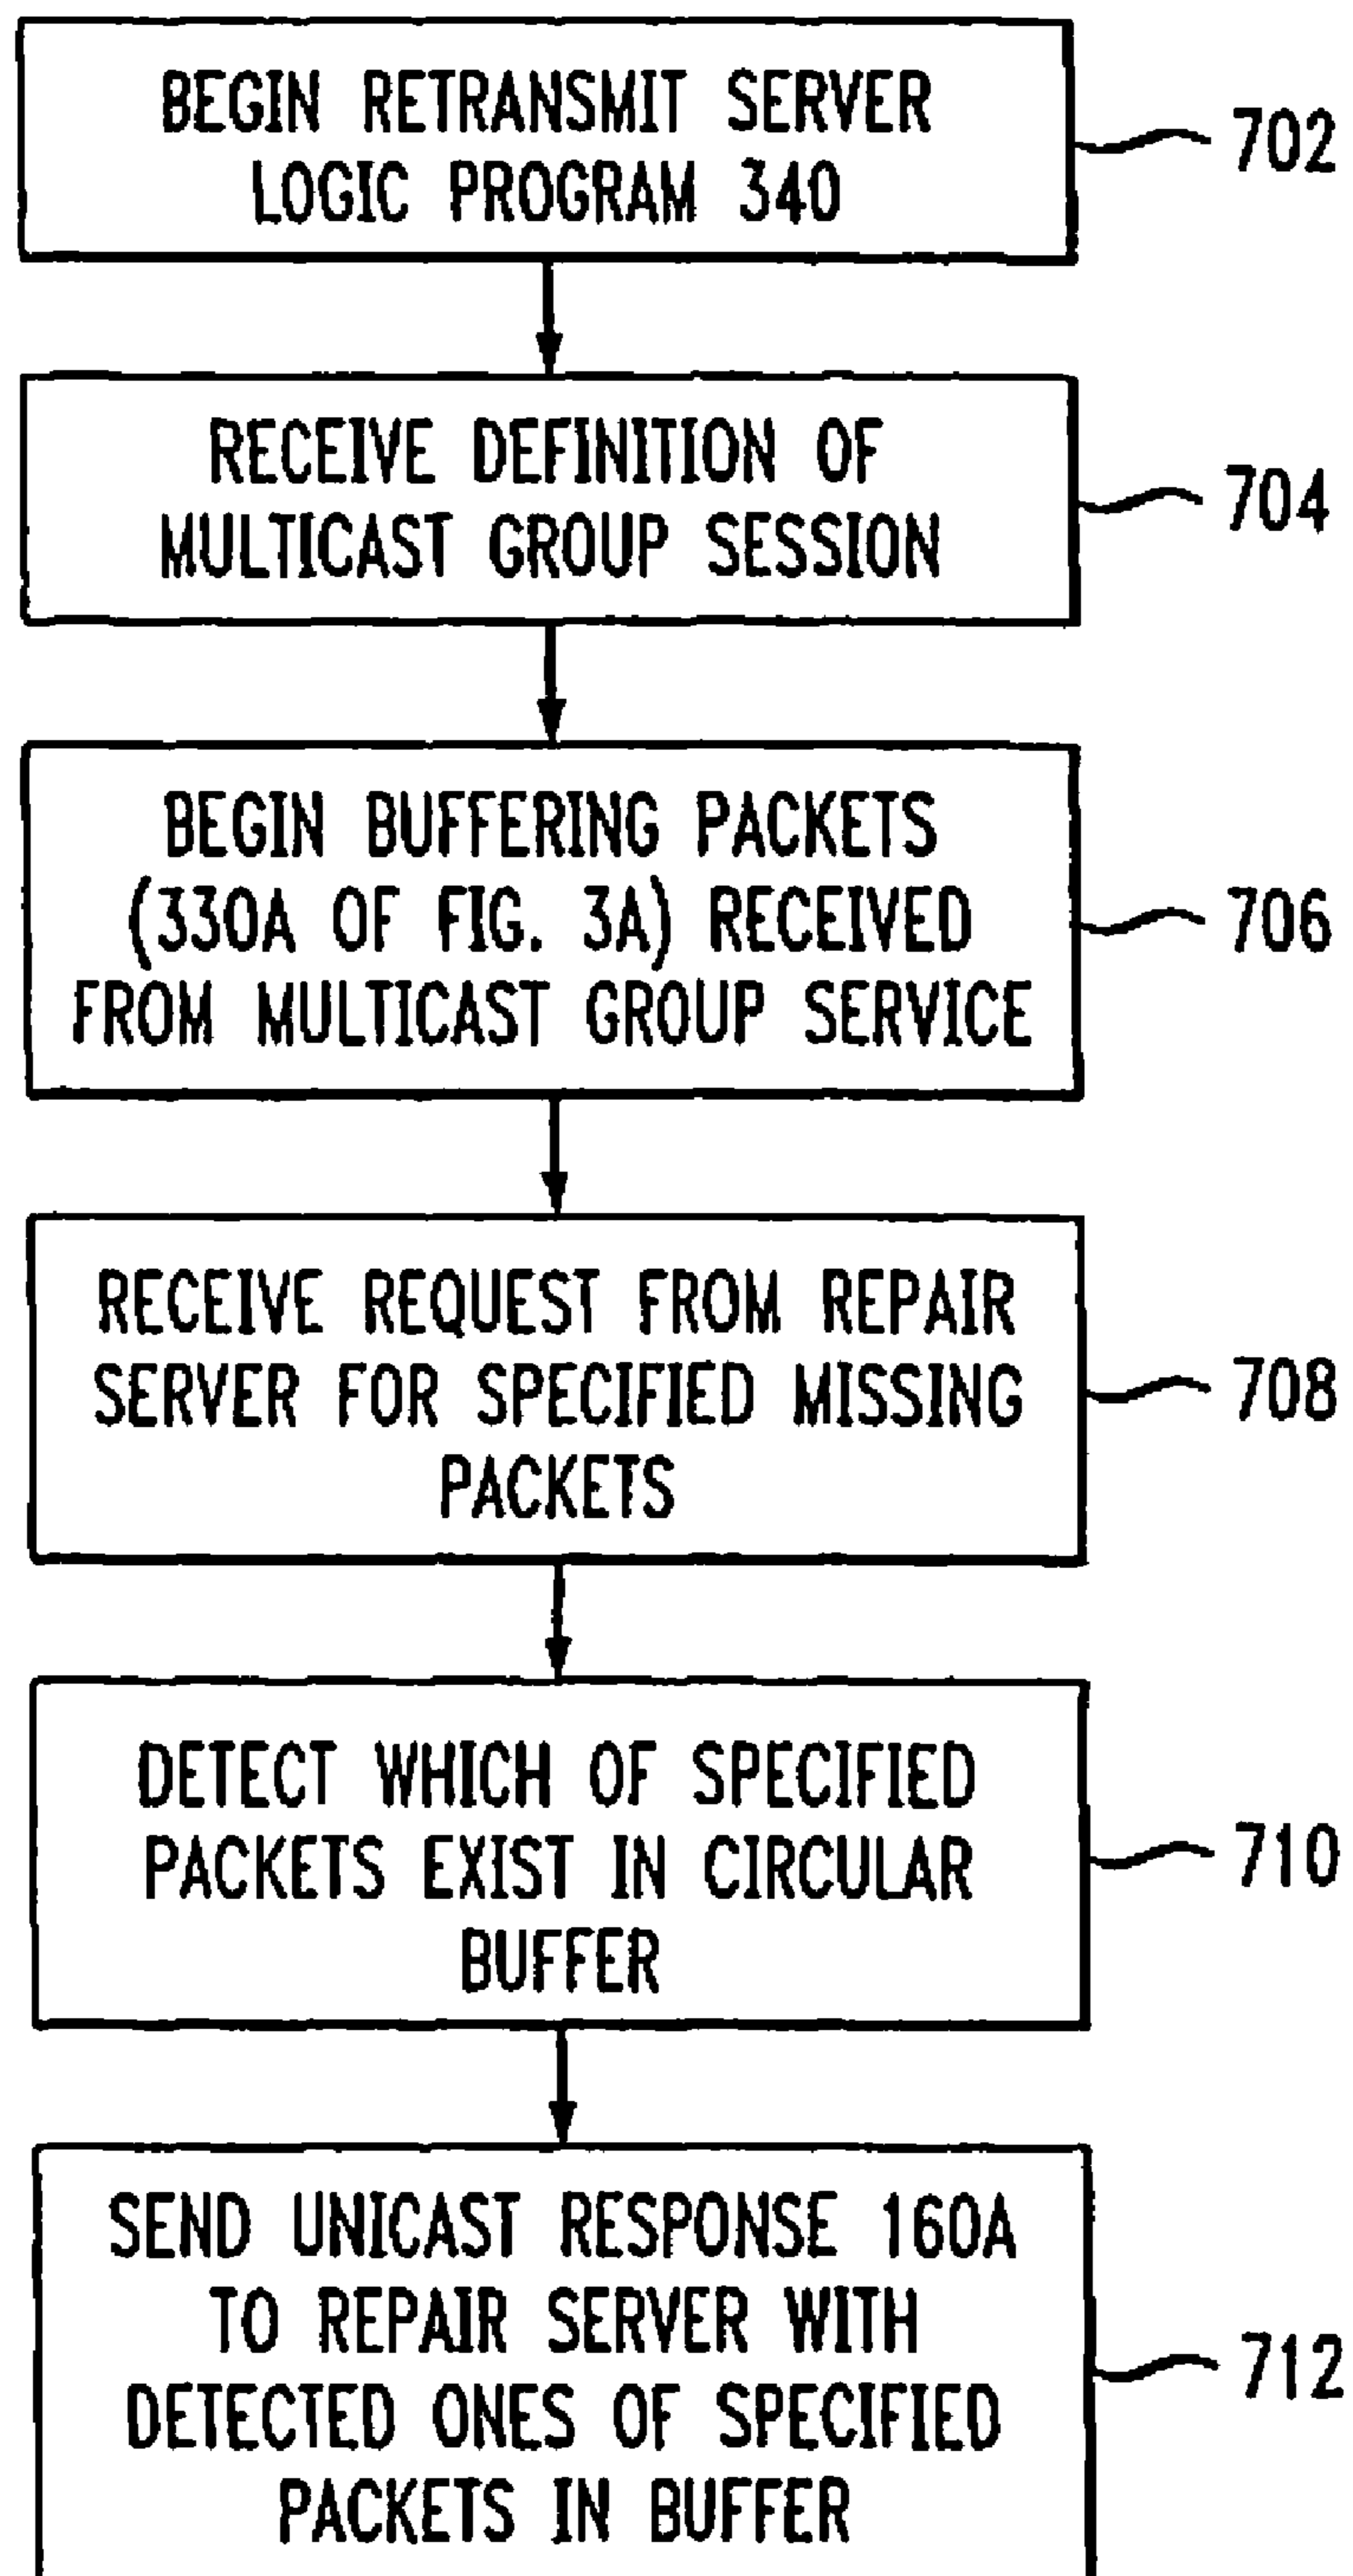 BEGIN RETRANSMIT SERVER
LOGIC PROGRAM 340
702
RECEIVE DEFINITION OF
MULTICAST GROUP SESSION
704
BEGIN BUFFERING PACKETS
(330A OF FIG. 3A) RECEIVED
FROM MULTICAST GROUP SERVICE
706
RECEIVE REQUEST FROM REPAIR
SERVER FOR SPECIFIED MISSING
PACKETS
708
DETECT WHICH OF SPECIFIED
PACKETS EXIST IN CIRCULAR
BUFFER
710
SEND UNICAST RESPONSE 160A
TO REPAIR SERVER WITH
DETECTED ONES OF SPECIFIED
PACKETS IN BUFFER
712